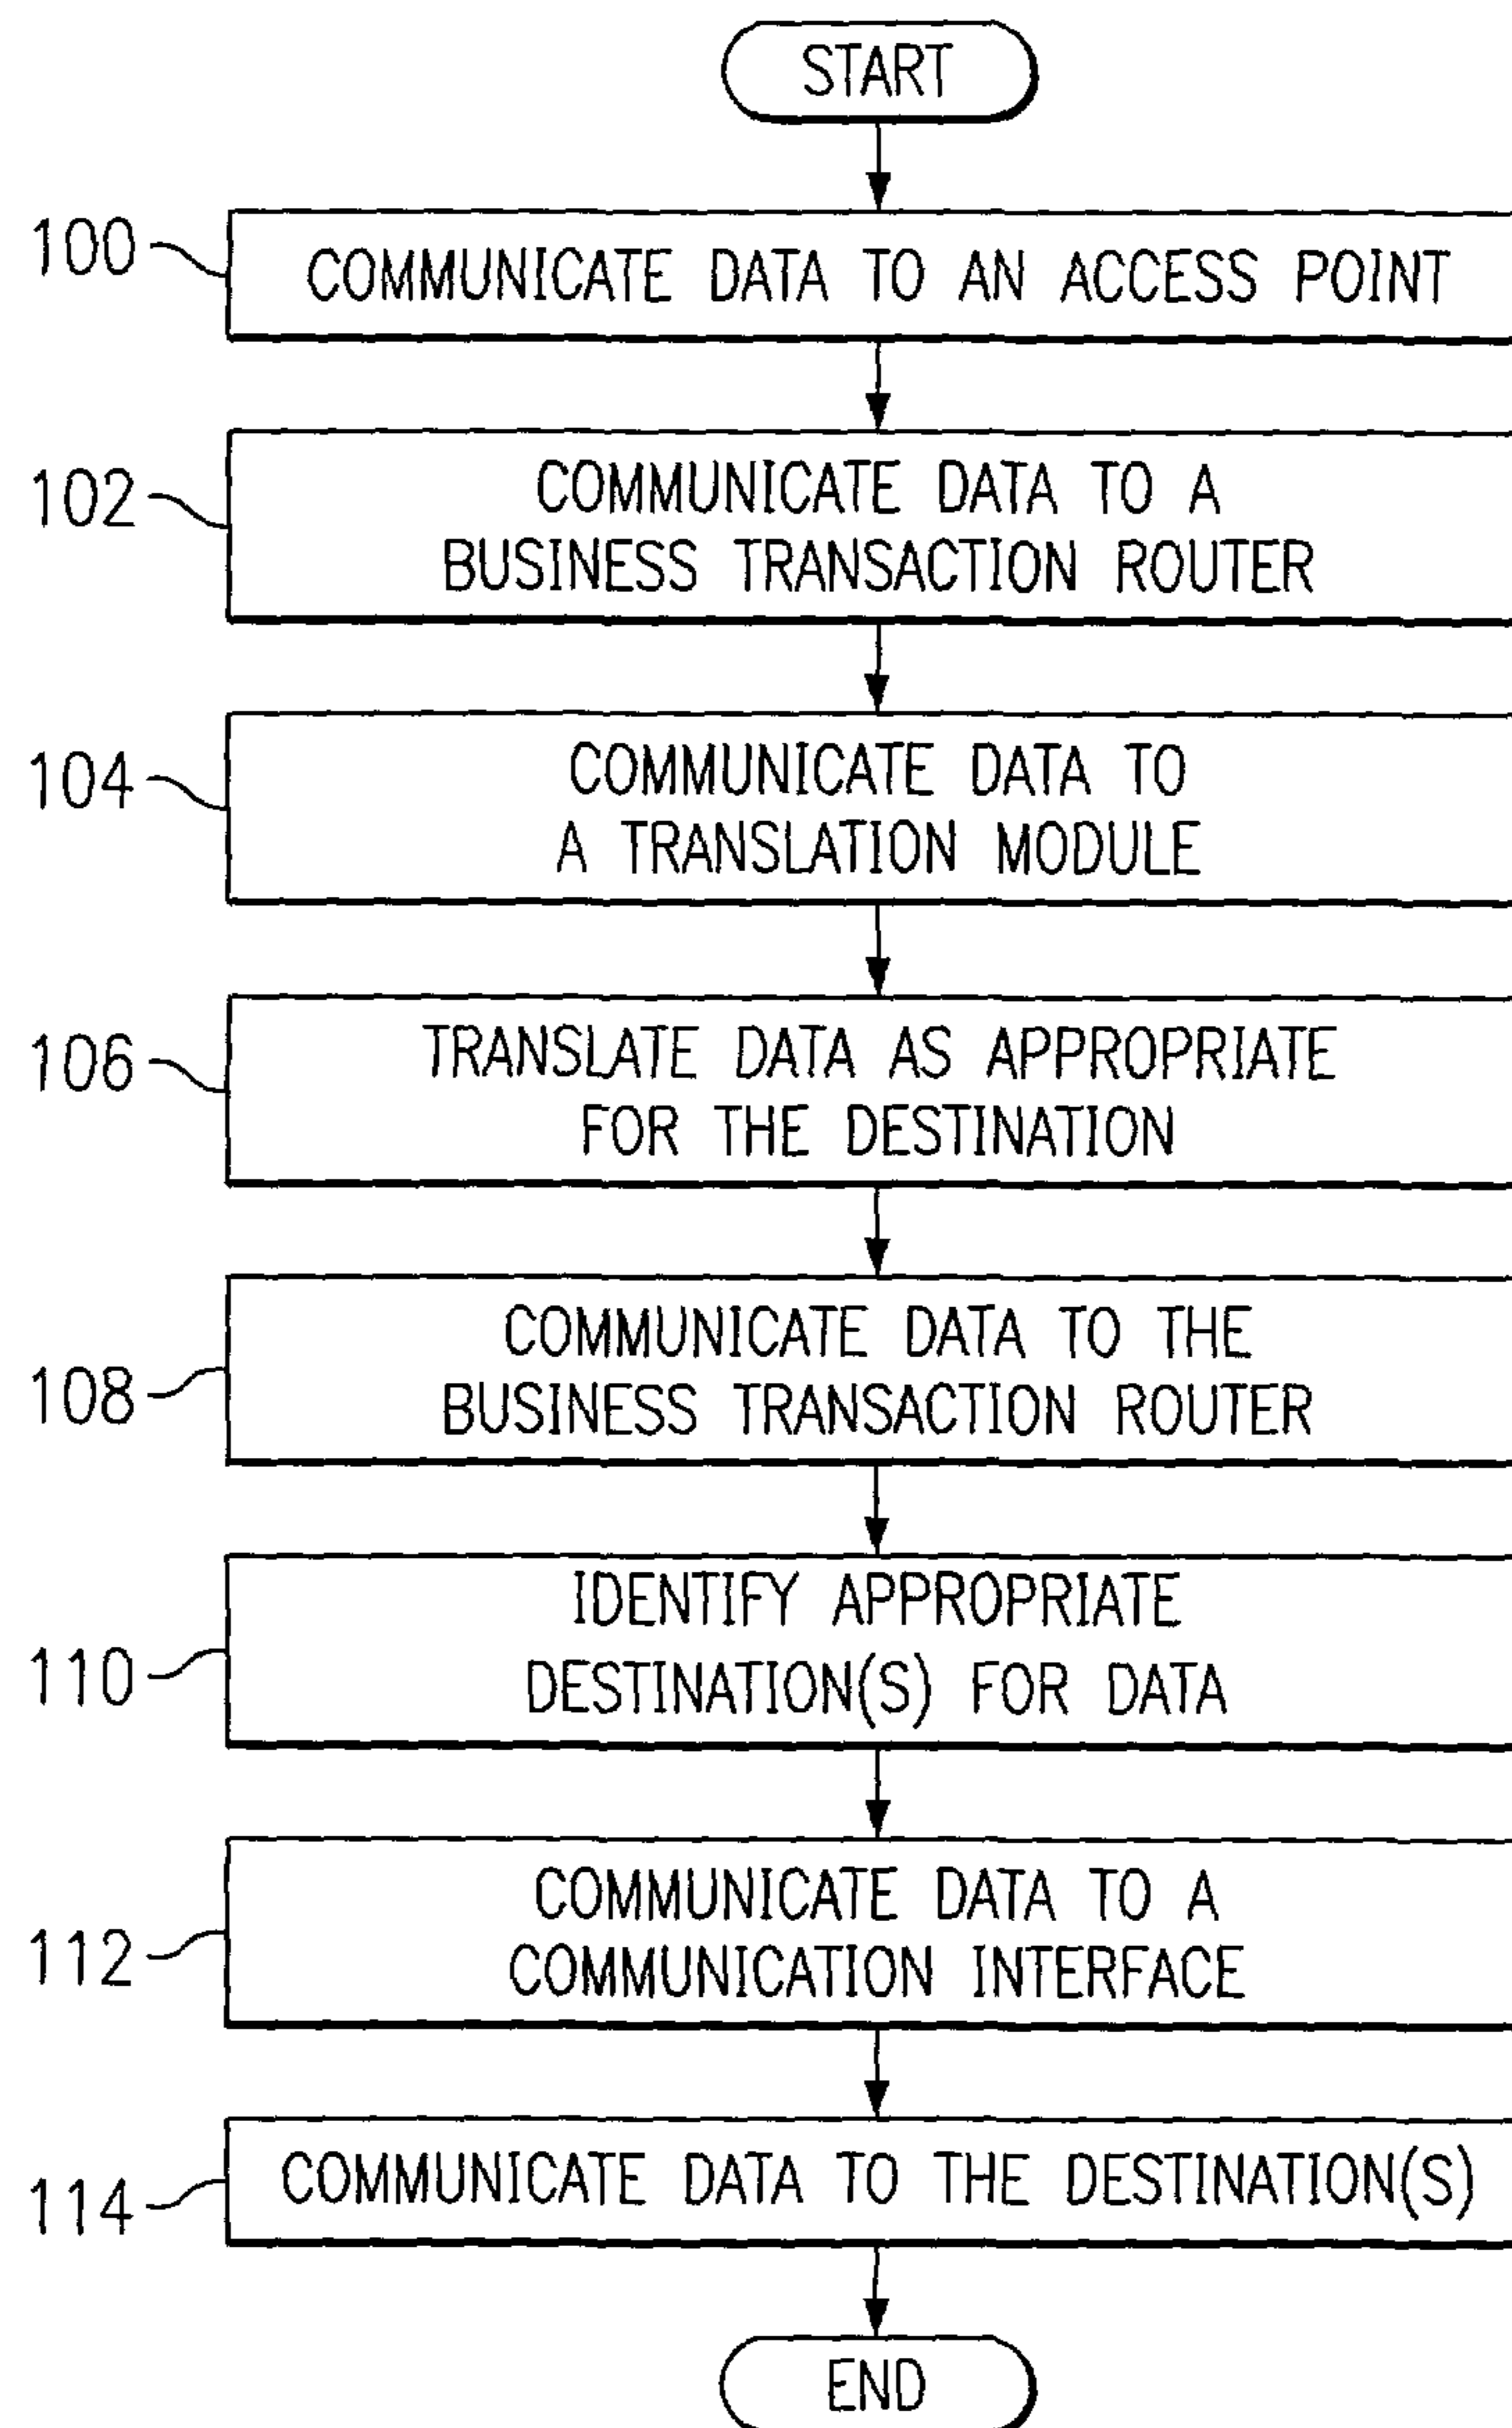 START
100
COMMUNICATE DATA TO AN ACCESS POINT
102
COMMUNICATE DATA TO A
BUSINESS TRANSACTION ROUTER
104
COMMUNICATE DATA TO
A TRANSLATION MODULE
106
TRANSLATE DATA AS APPROPRIATE
FOR THE DESTINATION
108
COMMUNICATE DATA TO THE
BUSINESS TRANSACTION ROUTER
110
IDENTIFY APPROPRIATE
DESTINATION(S) FOR DATA
112
COMMUNICATE DATA TO A
COMMUNICATION INTERFACE
114
COMMUNICATE DATA TO THE DESTINATION(S)
END